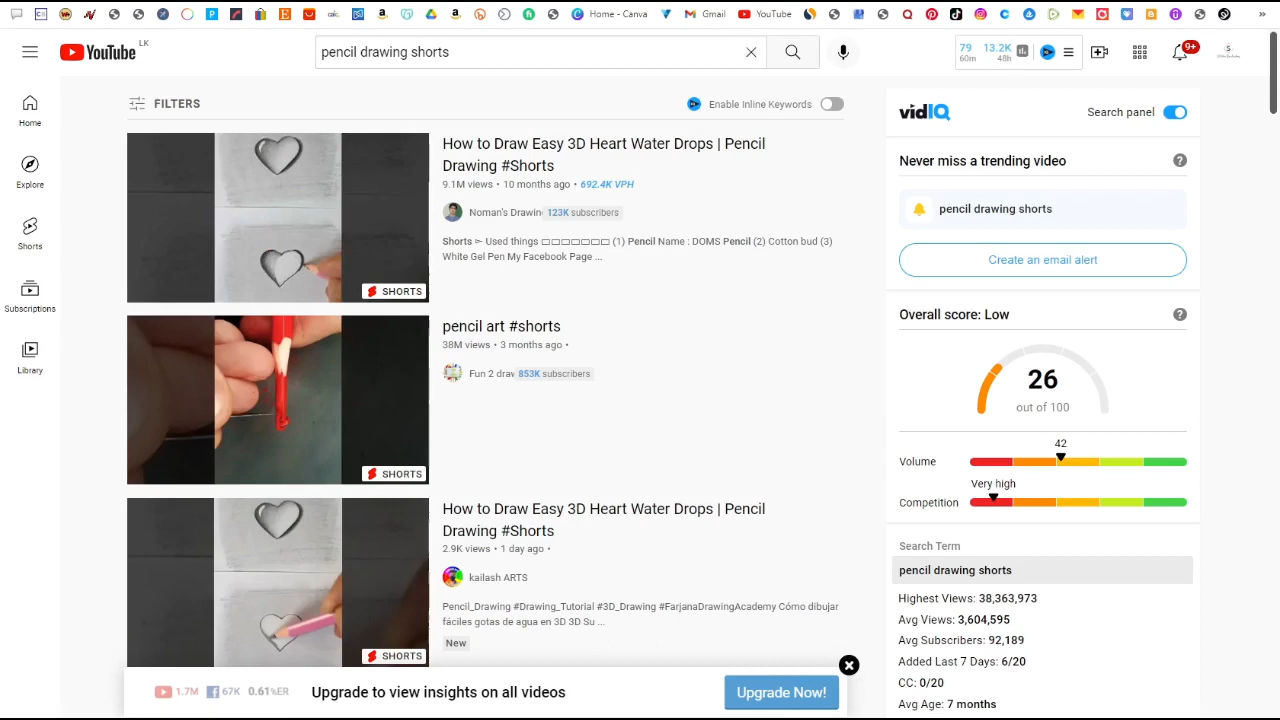 Home - Canva
Gmail
YouTube
YouTube LK
pencil drawing shorts
79 60m 13.2K 48h
9+
Home
Explore
Shorts
Subscriptions
Library
FILTERS
Enable Inline Keywords
How to Draw Easy 3D Heart Water Drops | Pencil
Drawing #Shorts
9.1M views • 10 months ago • 692.4K VPH
Noman's Drawin 123K subscribers
Shorts ✄ Used things ▭▭▭▭▭▭▭ (1) Pencil Name : DOMS Pencil (2) Cotton bud (3)
White Gel Pen My Facebook Page ...
SHORTS
pencil art #shorts
38M views • 3 months ago •
Fun 2 drav 853K subscribers
SHORTS
How to Draw Easy 3D Heart Water Drops | Pencil
Drawing #Shorts
2.9K views • 1 day ago •
kailash ARTS
Pencil_Drawing #Drawing_Tutorial #3D_Drawing #FarjanaDrawingAcademy Cómo dibujar
fáciles gotas de agua en 3D 3D Su ...
New
SHORTS
1.7M 67K 0.61%ER
Upgrade to view insights on all videos
Upgrade Now!
vidIQ
Search panel
Never miss a trending video
pencil drawing shorts
Create an email alert
Overall score: Low
26
out of 100
42
Volume
Very high
Competition
Search Term
pencil drawing shorts
Highest Views: 38,363,973
Avg Views: 3,604,595
Avg Subscribers: 92,189
Added Last 7 Days: 6/20
CC: 0/20
Avg Age: 7 months